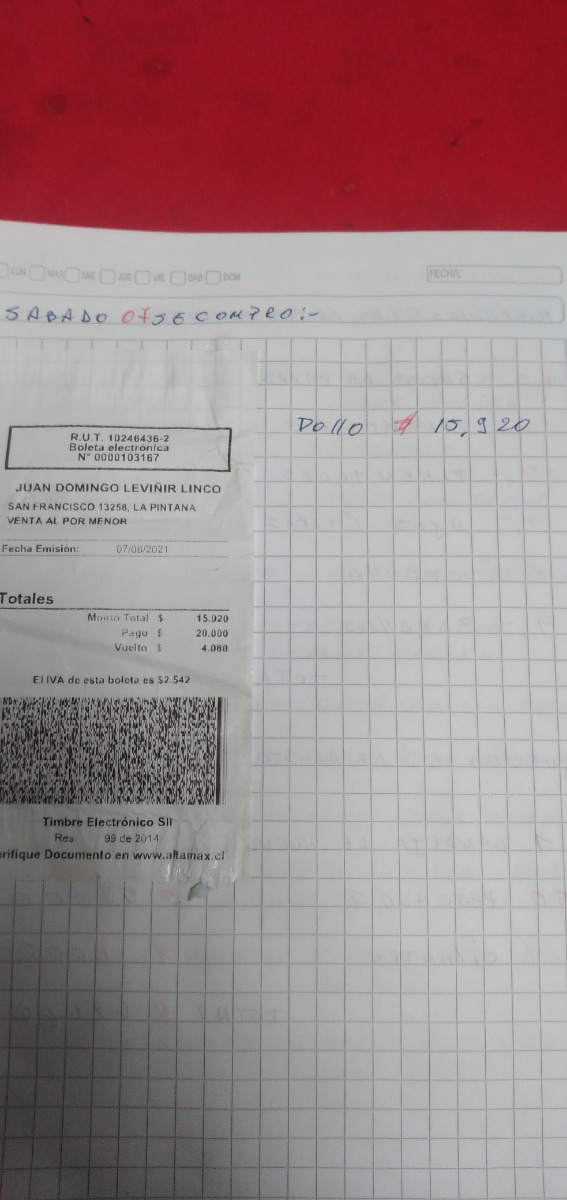 LUN MAR MIE JUE VIE SAB DOM FECHA:
SABADO 07 SE COMPRO:-
Pollo $ 15,920
R.U.T. 10246436-2
Boleta electrónica
N° 0000103167
JUAN DOMINGO LEVIÑIR LINCO
SAN FRANCISCO 13258, LA PINTANA
VENTA AL POR MENOR
Fecha Emisión: 07/08/2021
Totales
Monto Total $ 15.920
Pago $ 20.000
Vuelto $ 4.080
El IVA de esta boleta es $2.542
Timbre Electrónico SII
Res. 99 de 2014
erifique Documento en www.altamax.cl